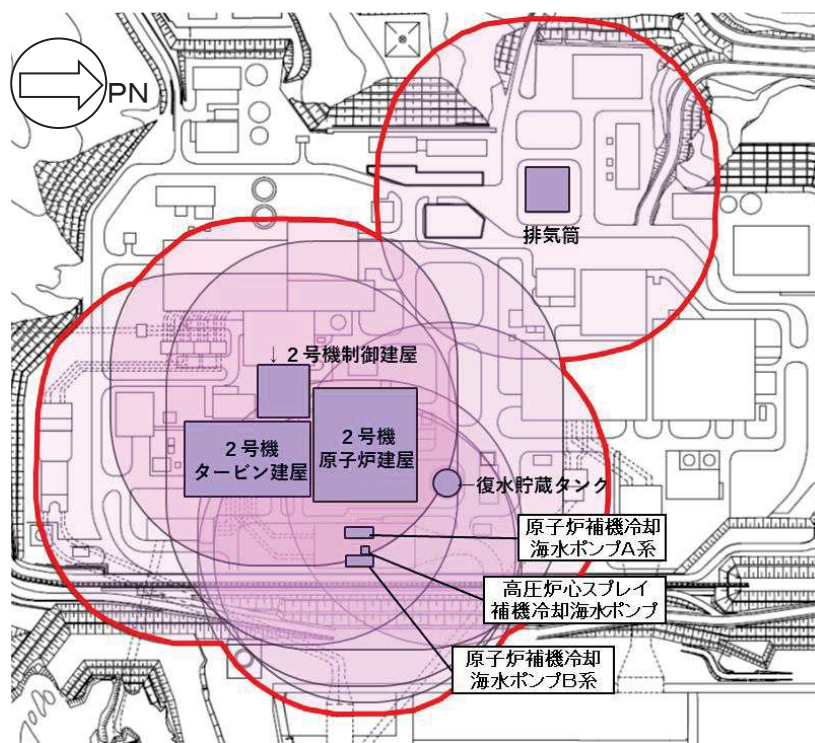 PN
排気筒
↓ 2号機制御建屋
2号機
タービン建屋
2号機
原子炉建屋
復水貯蔵タンク
原子炉補機冷却
海水ポンプA系
高圧炉心スプレイ
補機冷却海水ポンプ
原子炉補機冷却
海水ポンプB系